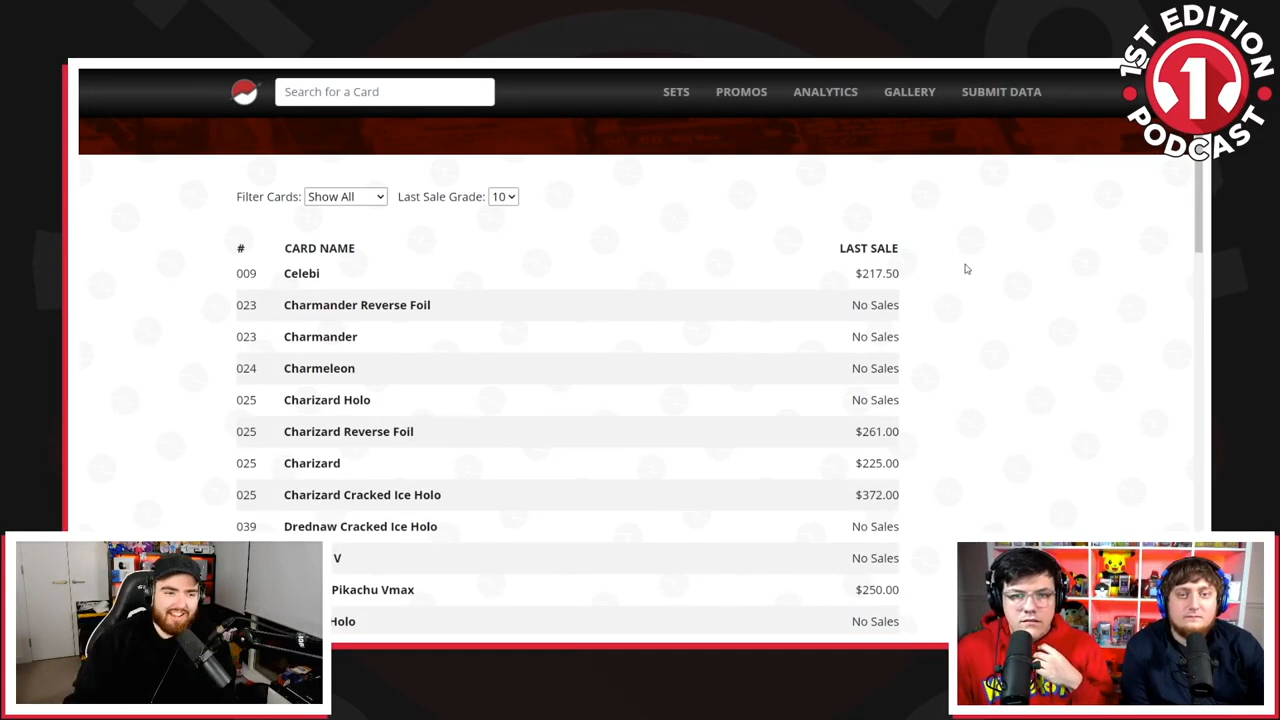 1ST EDITION
1
PODCAST
Search for a Card
SETS PROMOS ANALYTICS GALLERY SUBMIT DATA
Filter Cards: Show All Last Sale Grade: 10
# CARD NAME LAST SALE
009 Celebi $217.50
023 Charmander Reverse Foil No Sales
023 Charmander No Sales
024 Charmeleon No Sales
025 Charizard Holo No Sales
025 Charizard Reverse Foil $261.00
025 Charizard $225.00
025 Charizard Cracked Ice Holo $372.00
039 Drednaw Cracked Ice Holo No Sales
V No Sales
Pikachu Vmax $250.00
Holo No Sales